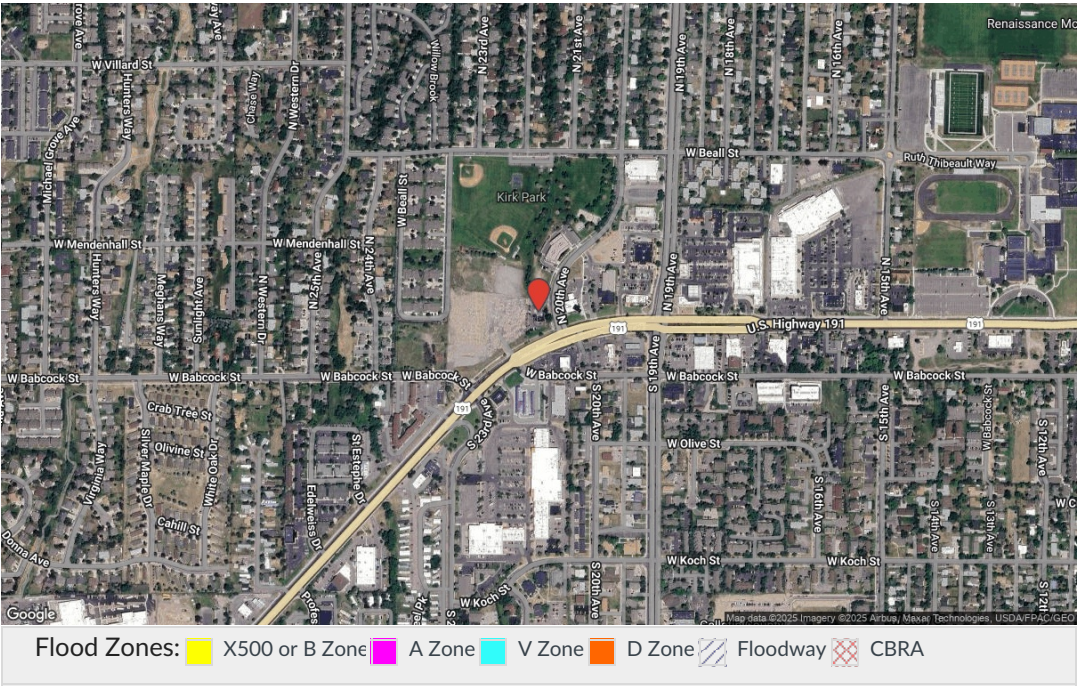 Renaissance Mc
W Villard St
N 23rd Ave
N 21st Ave
N 19th Ave
N 18th Ave
N 16th Ave
Willow Brook
Hunters Way
Chase Way
N Western Dr
Michael Grove Ave
W Beall St
Ruth Thibeault Way
W Beall St
Kirk Park
W Mendenhall St
W Mendenhall St
Hunters Way
Meghans Way
Sunlight Ave
N Western Dr
N 25th Ave
N 24th Ave
N 20th Ave
N 19th Ave
N 15th Ave
191
U.S. Highway 191
191
W Babcock St
W Babcock St
W Babcock St
W Babcock St
W Babcock St
W Babcock St
W Babcock St
S 19th Ave
191
S 23rd Ave
S 20th Ave
S 15th Ave
W Babcock St
S 12th Ave
Crab Tree St
Olivine St
Virginia Way
Silver Maple Dr
White Oak Dr
St Estephe Dr
Edelweiss Dr
W Olive St
S 16th Ave
S 14th Ave
S 13th Ave
W C
Cahill St
Donna Ave
W Koch St
W Koch St
W Koch St
S 20th Ave
S 12th
Google
Map data ©2025 Imagery ©2025 Airbus, Maxar Technologies, USDA/FPAC/GEO
Flood Zones: X500 or B Zone A Zone V Zone D Zone Floodway CBRA